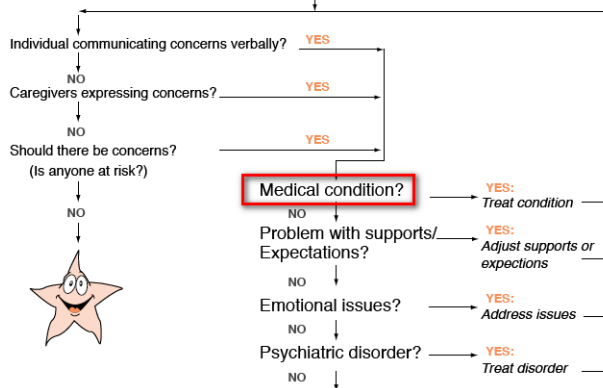 Individual communicating concerns verbally? YES
NO
Caregivers expressing concerns? YES
NO
Should there be concerns? YES
(Is anyone at risk?)
NO
Medical condition? YES:
Treat condition
NO
Problem with supports/ YES:
Expectations? Adjust supports or
expections
NO
Emotional issues? YES:
Address issues
NO
Psychiatric disorder? YES:
Treat disorder
NO